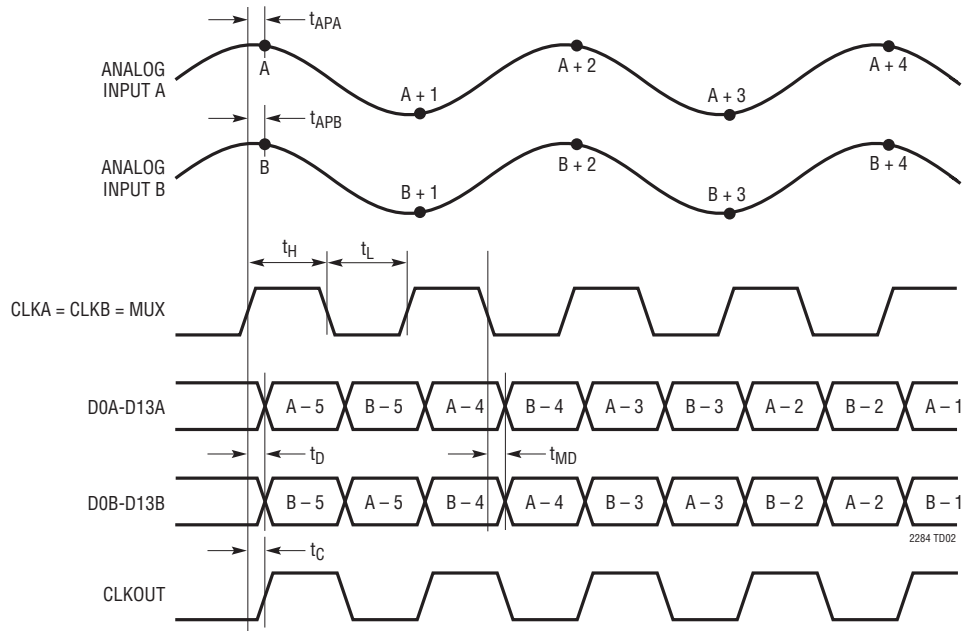 tAPA
ANALOG
INPUT A
A
A + 1
A + 2
A + 3
A + 4
tAPB
ANALOG
INPUT B
B
B + 1
B + 2
B + 3
B + 4
tH
tL
CLKA = CLKB = MUX
D0A-D13A
A – 5
B – 5
A – 4
B – 4
A – 3
B – 3
A – 2
B – 2
A – 1
tD
tMD
D0B-D13B
B – 5
A – 5
B – 4
A – 4
B – 3
A – 3
B – 2
A – 2
B – 1
2284 TD02
tC
CLKOUT